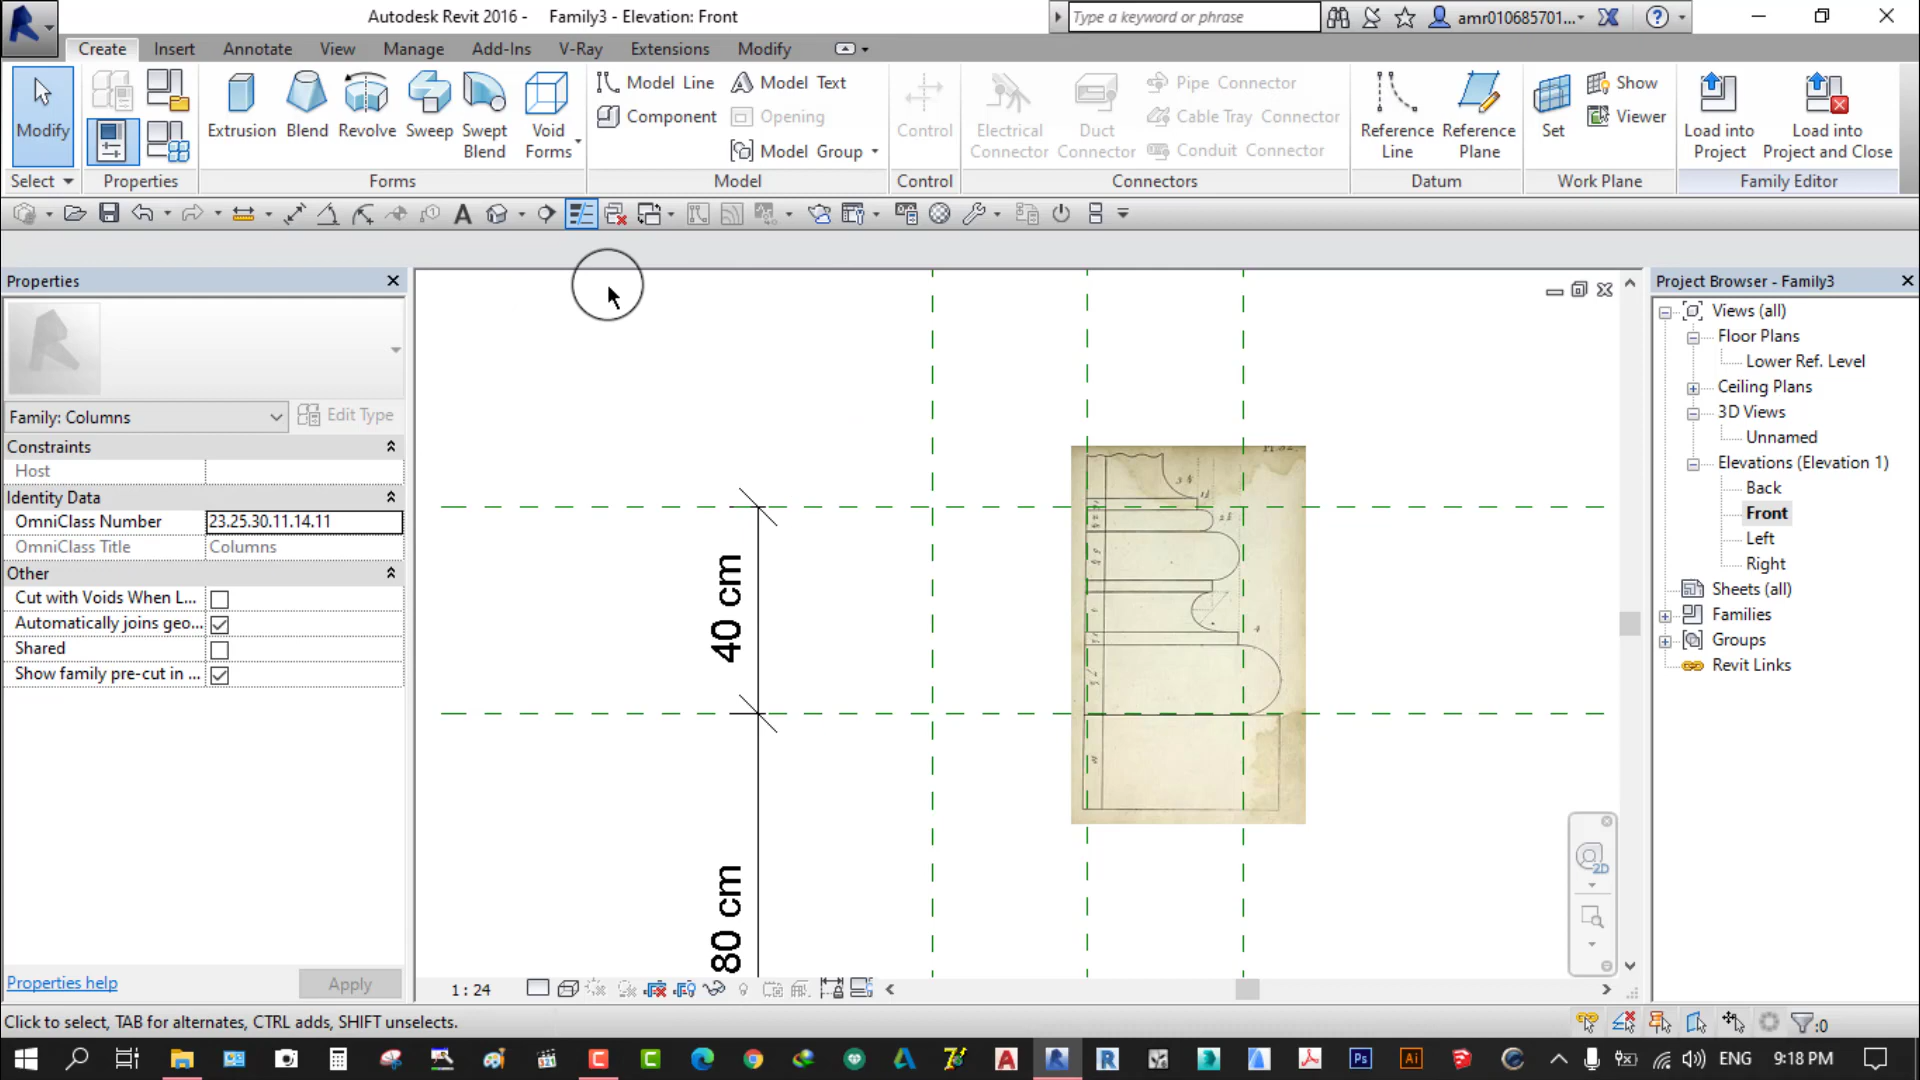 Autodesk Revit 2016 - Family3 - Elevation: Front
Type a keyword or phrase
amr010685701...
Create Insert Annotate View Manage Add-Ins V-Ray Extensions Modify
Modify
Extrusion Blend Revolve Sweep Swept Blend Void Forms
Model Line
Component
Model Text
Opening
Model Group
Control
Electrical Connector
Duct Connector
Pipe Connector
Cable Tray Connector
Conduit Connector
Reference Line
Reference Plane
Set
Show
Viewer
Load into Project
Load into Project and Close
Select Properties Forms Model Control Connectors Datum Work Plane Family Editor
Properties
Family: Columns
Edit Type
Constraints
Host
Identity Data
OmniClass Number 23.25.30.11.14.11
OmniClass Title Columns
Other
Cut with Voids When L...
Automatically joins geo...
Shared
Show family pre-cut in ...
Properties help
Apply
40 cm
80 cm
2D
1 : 24
Project Browser - Family3
Views (all)
Floor Plans
Lower Ref. Level
Ceiling Plans
3D Views
Unnamed
Elevations (Elevation 1)
Back
Front
Left
Right
Sheets (all)
Families
Groups
Revit Links
Click to select, TAB for alternates, CTRL adds, SHIFT unselects.
:0
ENG
9:18 PM